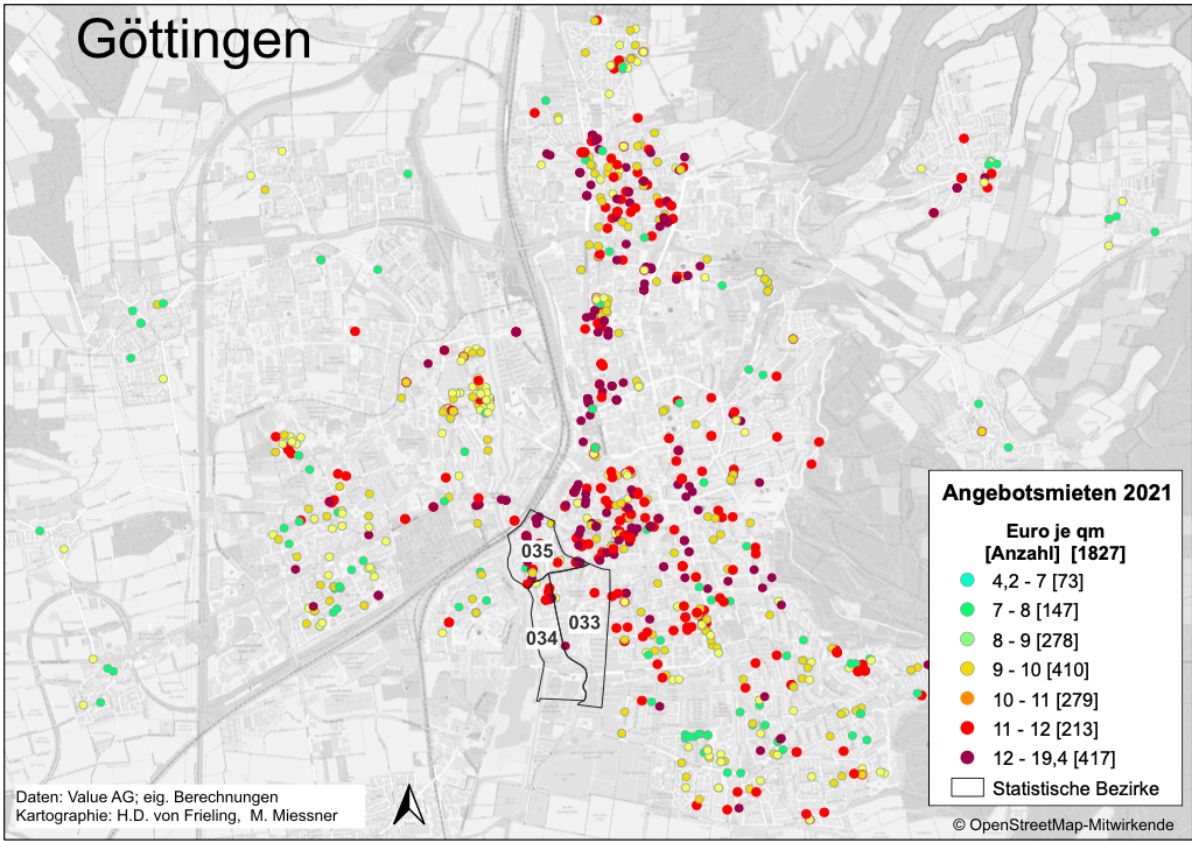 Göttingen
035
033
034
Angebotsmieten 2021
Euro je qm
[Anzahl] [1827]
4,2 - 7 [73]
7 - 8 [147]
8 - 9 [278]
9 - 10 [410]
10 - 11 [279]
11 - 12 [213]
12 - 19,4 [417]
Statistische Bezirke
Daten: Value AG; eig. Berechnungen
Kartographie: H.D. von Frieling, M. Miessner
© OpenStreetMap-Mitwirkende